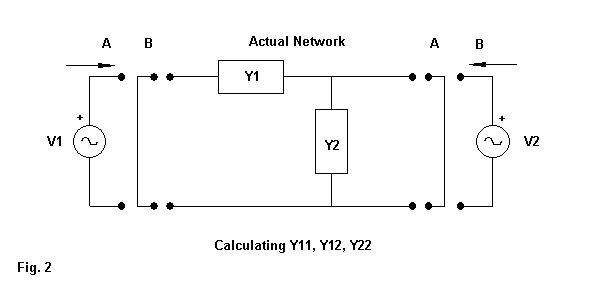 Actual Network
A B A B
Y1
+ +
V1 Y2 V2
Calculating Y11, Y12, Y22
Fig. 2